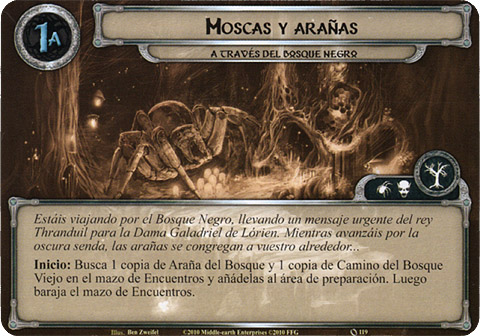 1A
Moscas y arañas
A través del Bosque Negro
Estáis viajando por el Bosque Negro, llevando un mensaje urgente del rey
Thranduil para la Dama Galadriel de Lórien. Mientras avanzáis por la
oscura senda, las arañas se congregan a vuestro alrededor...
Inicio: Busca 1 copia de Araña del Bosque y 1 copia de Camino del Bosque
Viejo en el mazo de Encuentros y añádelas al área de preparación. Luego
baraja el mazo de Encuentros.
Illus. Ben Zweifel ©2010 Middle-earth Enterprises ©2010 FFG 119